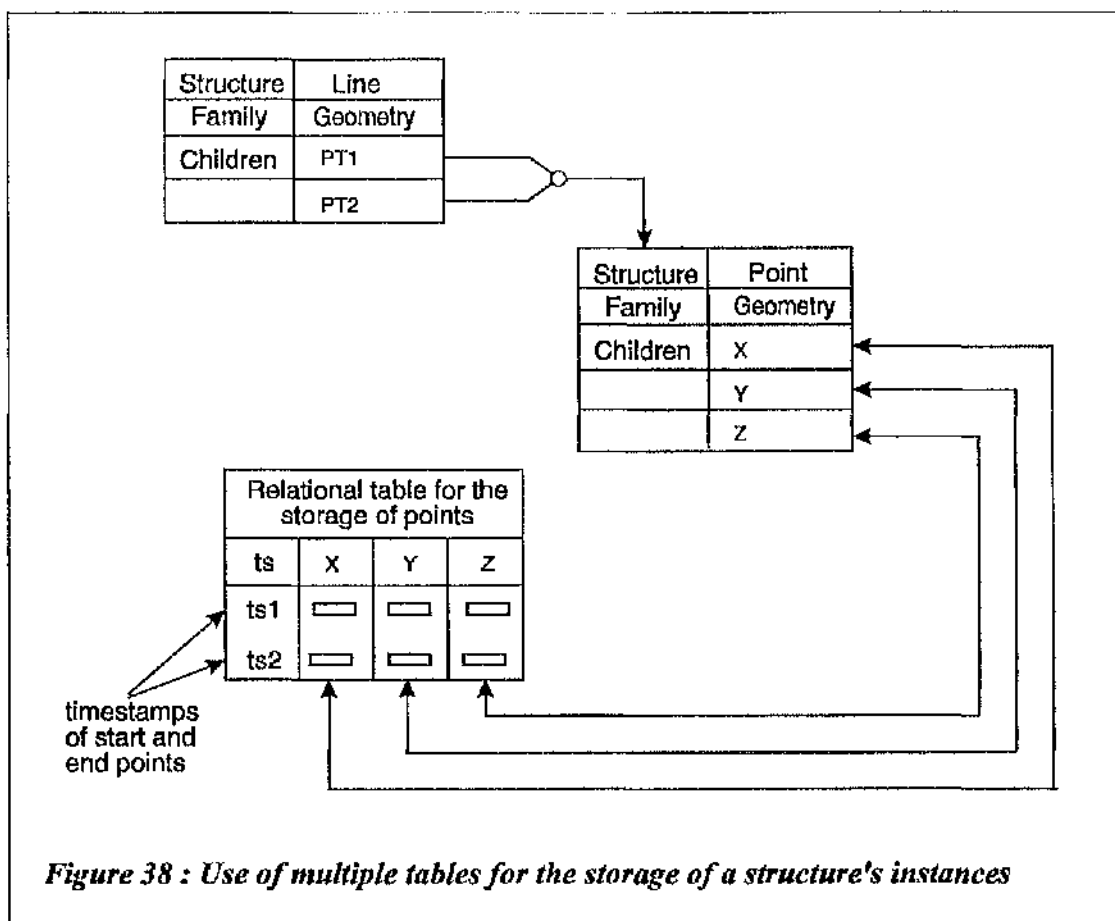 Structure Line
Family Geometry
Children PT1
PT2
Structure Point
Family Geometry
Children X
Y
Z
Relational table for the
storage of points
ts X Y Z
ts1
ts2
timestamps
of start and
end points
Figure 38 : Use of multiple tables for the storage of a structure's instances